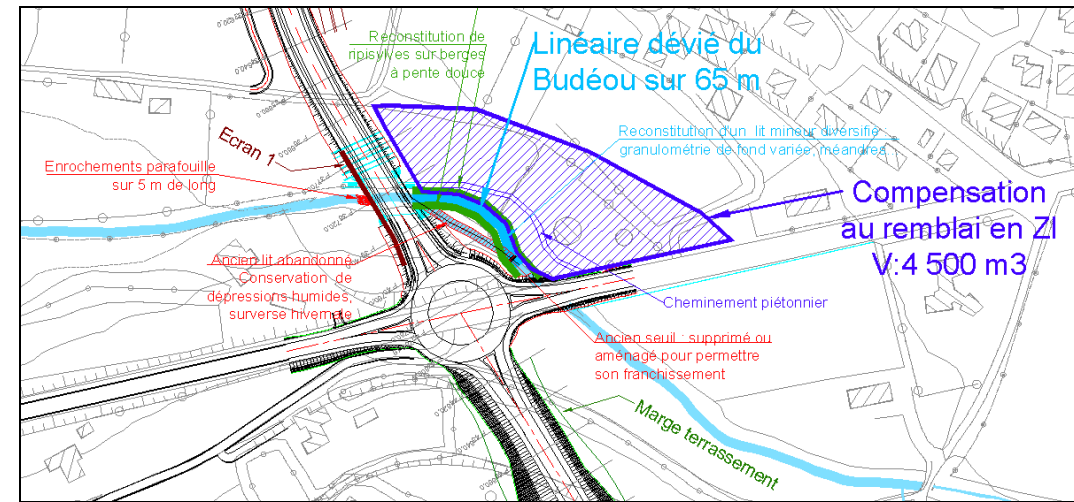 Reconstitution de
ripisylves sur berges
à pente douce
Linéaire dévié du
Budéou sur 65 m
Ecran 1
Enrochements parafouille
sur 5 m de long
Reconstitution d'un lit mineur diversifié
granulométrie de fond variée, méandres...
Compensation
au remblai en ZI
V:4 500 m3
Ancien lit abandonné
Conservation de
dépressions humides,
surverse hivernale
Cheminement piétonnier
Ancien seuil : supprimé ou
aménagé pour permettre
son franchissement
Marge terrassement